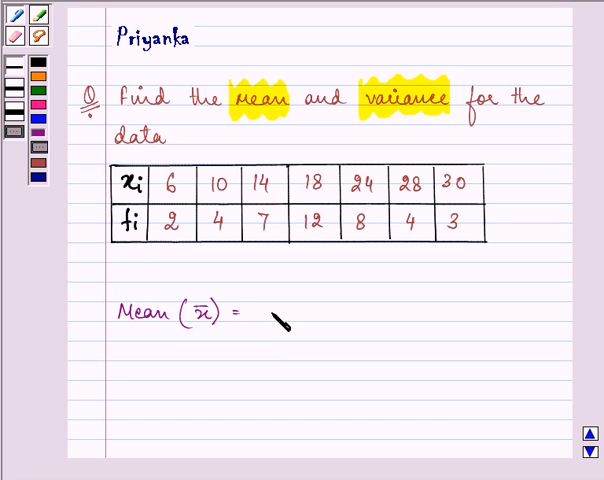 Priyanka
Q Find the mean and variance for the
data
xi 6 10 14 18 24 28 30
fi 2 4 7 12 8 4 3
Mean (x̄) =